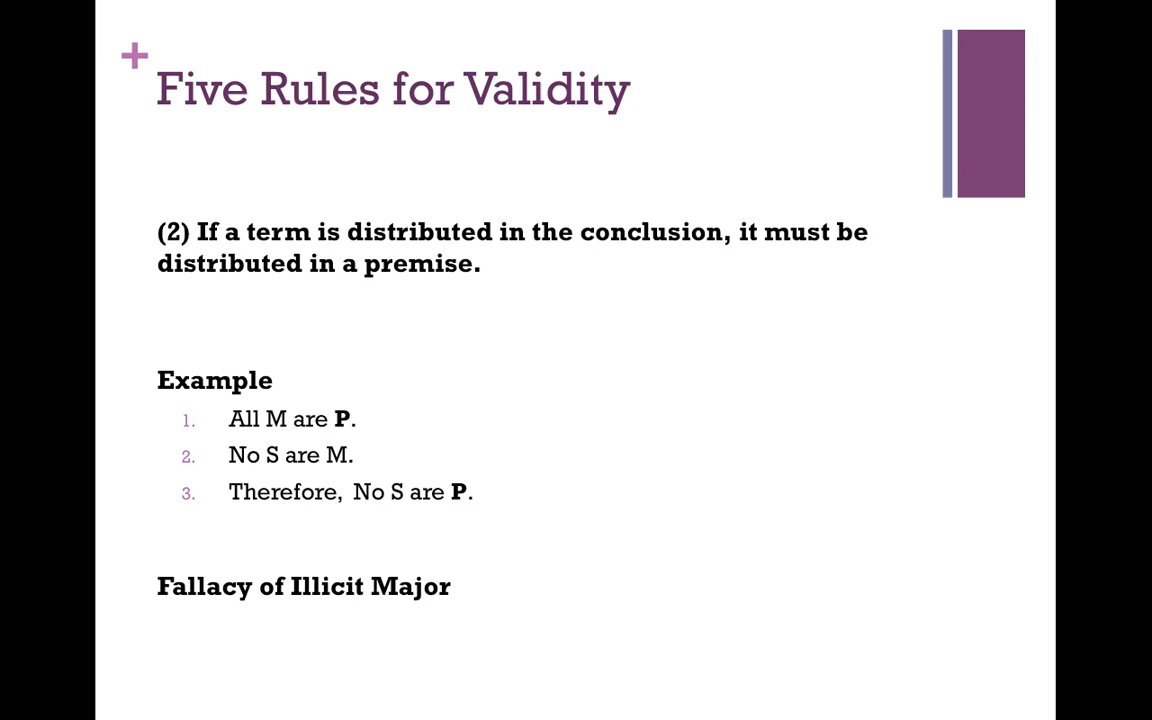 +
Five Rules for Validity
(2) If a term is distributed in the conclusion, it must be
distributed in a premise.
Example
1. All M are P.
2. No S are M.
3. Therefore, No S are P.
Fallacy of Illicit Major